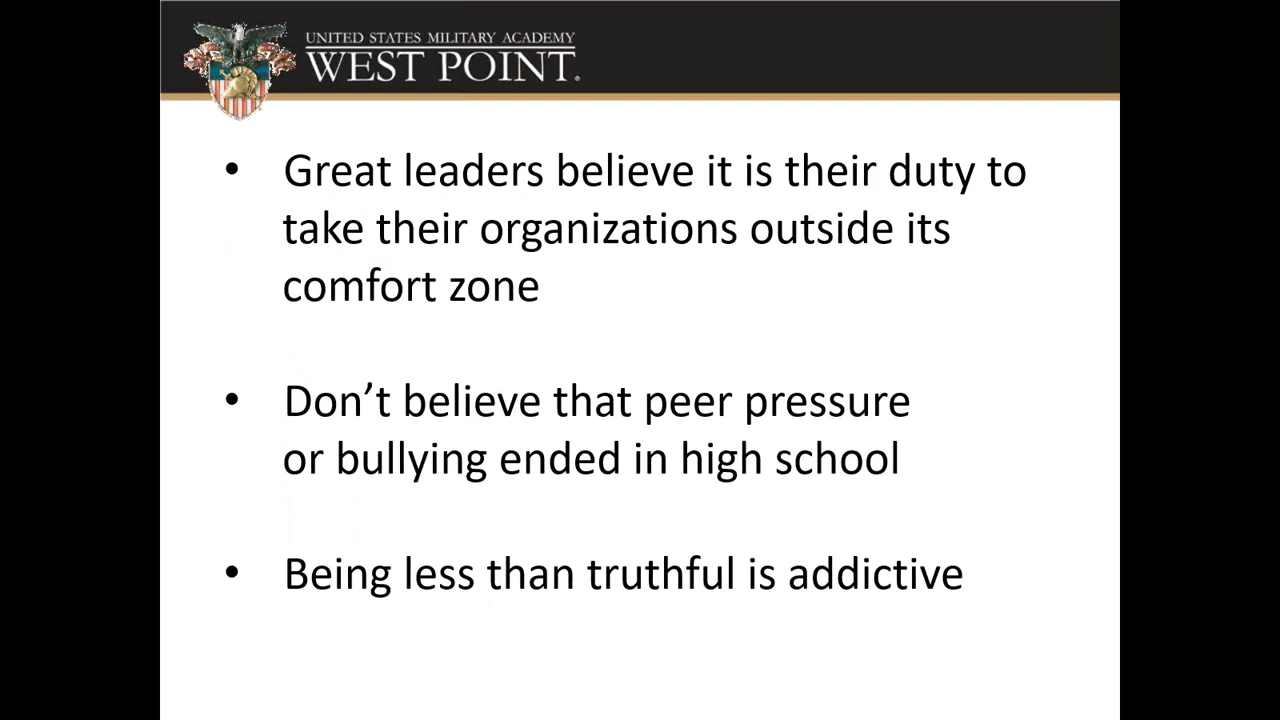 UNITED STATES MILITARY ACADEMY
WEST POINT.
• Great leaders believe it is their duty to
take their organizations outside its
comfort zone
• Don’t believe that peer pressure
or bullying ended in high school
• Being less than truthful is addictive